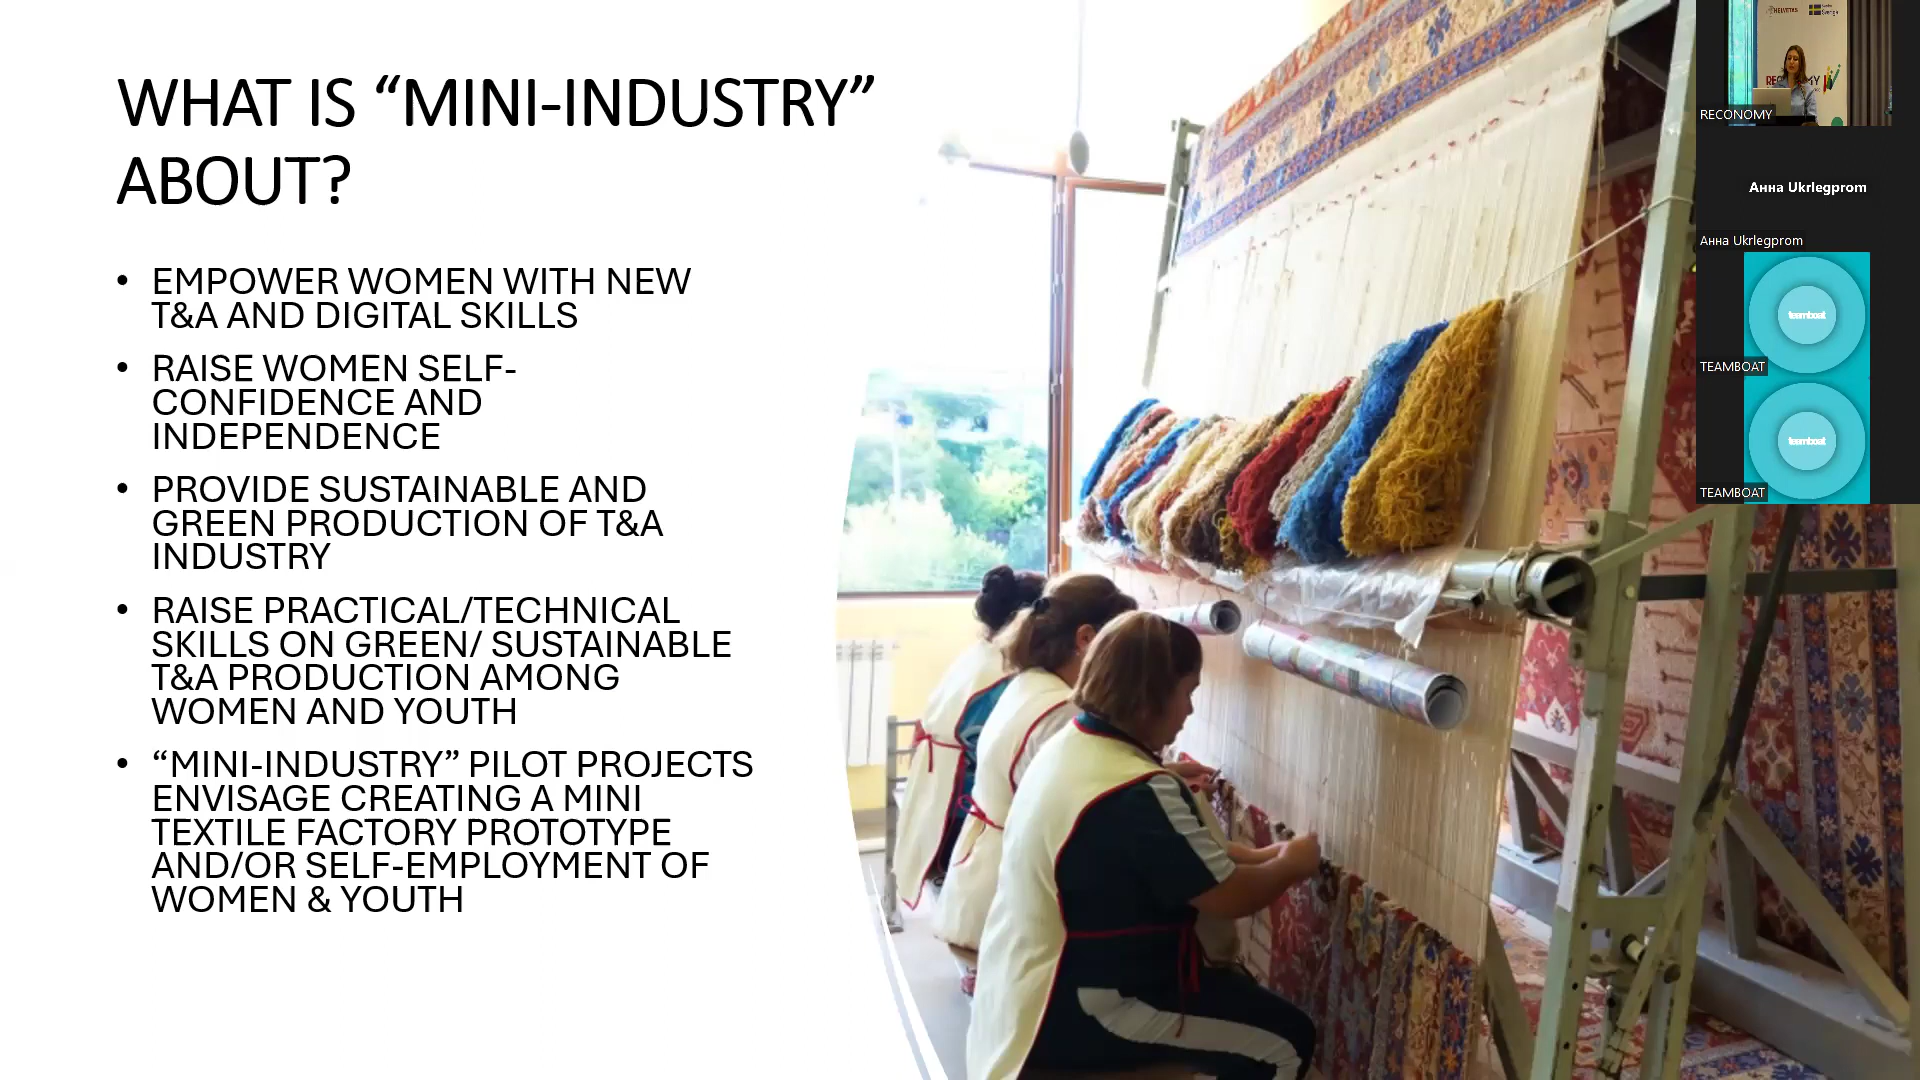 WHAT IS “MINI-INDUSTRY”
ABOUT?
• EMPOWER WOMEN WITH NEW
T&A AND DIGITAL SKILLS
• RAISE WOMEN SELF-
CONFIDENCE AND
INDEPENDENCE
• PROVIDE SUSTAINABLE AND
GREEN PRODUCTION OF T&A
INDUSTRY
• RAISE PRACTICAL/TECHNICAL
SKILLS ON GREEN/ SUSTAINABLE
T&A PRODUCTION AMONG
WOMEN AND YOUTH
• “MINI-INDUSTRY” PILOT PROJECTS
ENVISAGE CREATING A MINI
TEXTILE FACTORY PROTOTYPE
AND/OR SELF-EMPLOYMENT OF
WOMEN & YOUTH
HELVETAS
Sverige
RECONOMY
Анна Ukrlegprom
Анна Ukrlegprom
teamboat
TEAMBOAT
teamboat
TEAMBOAT